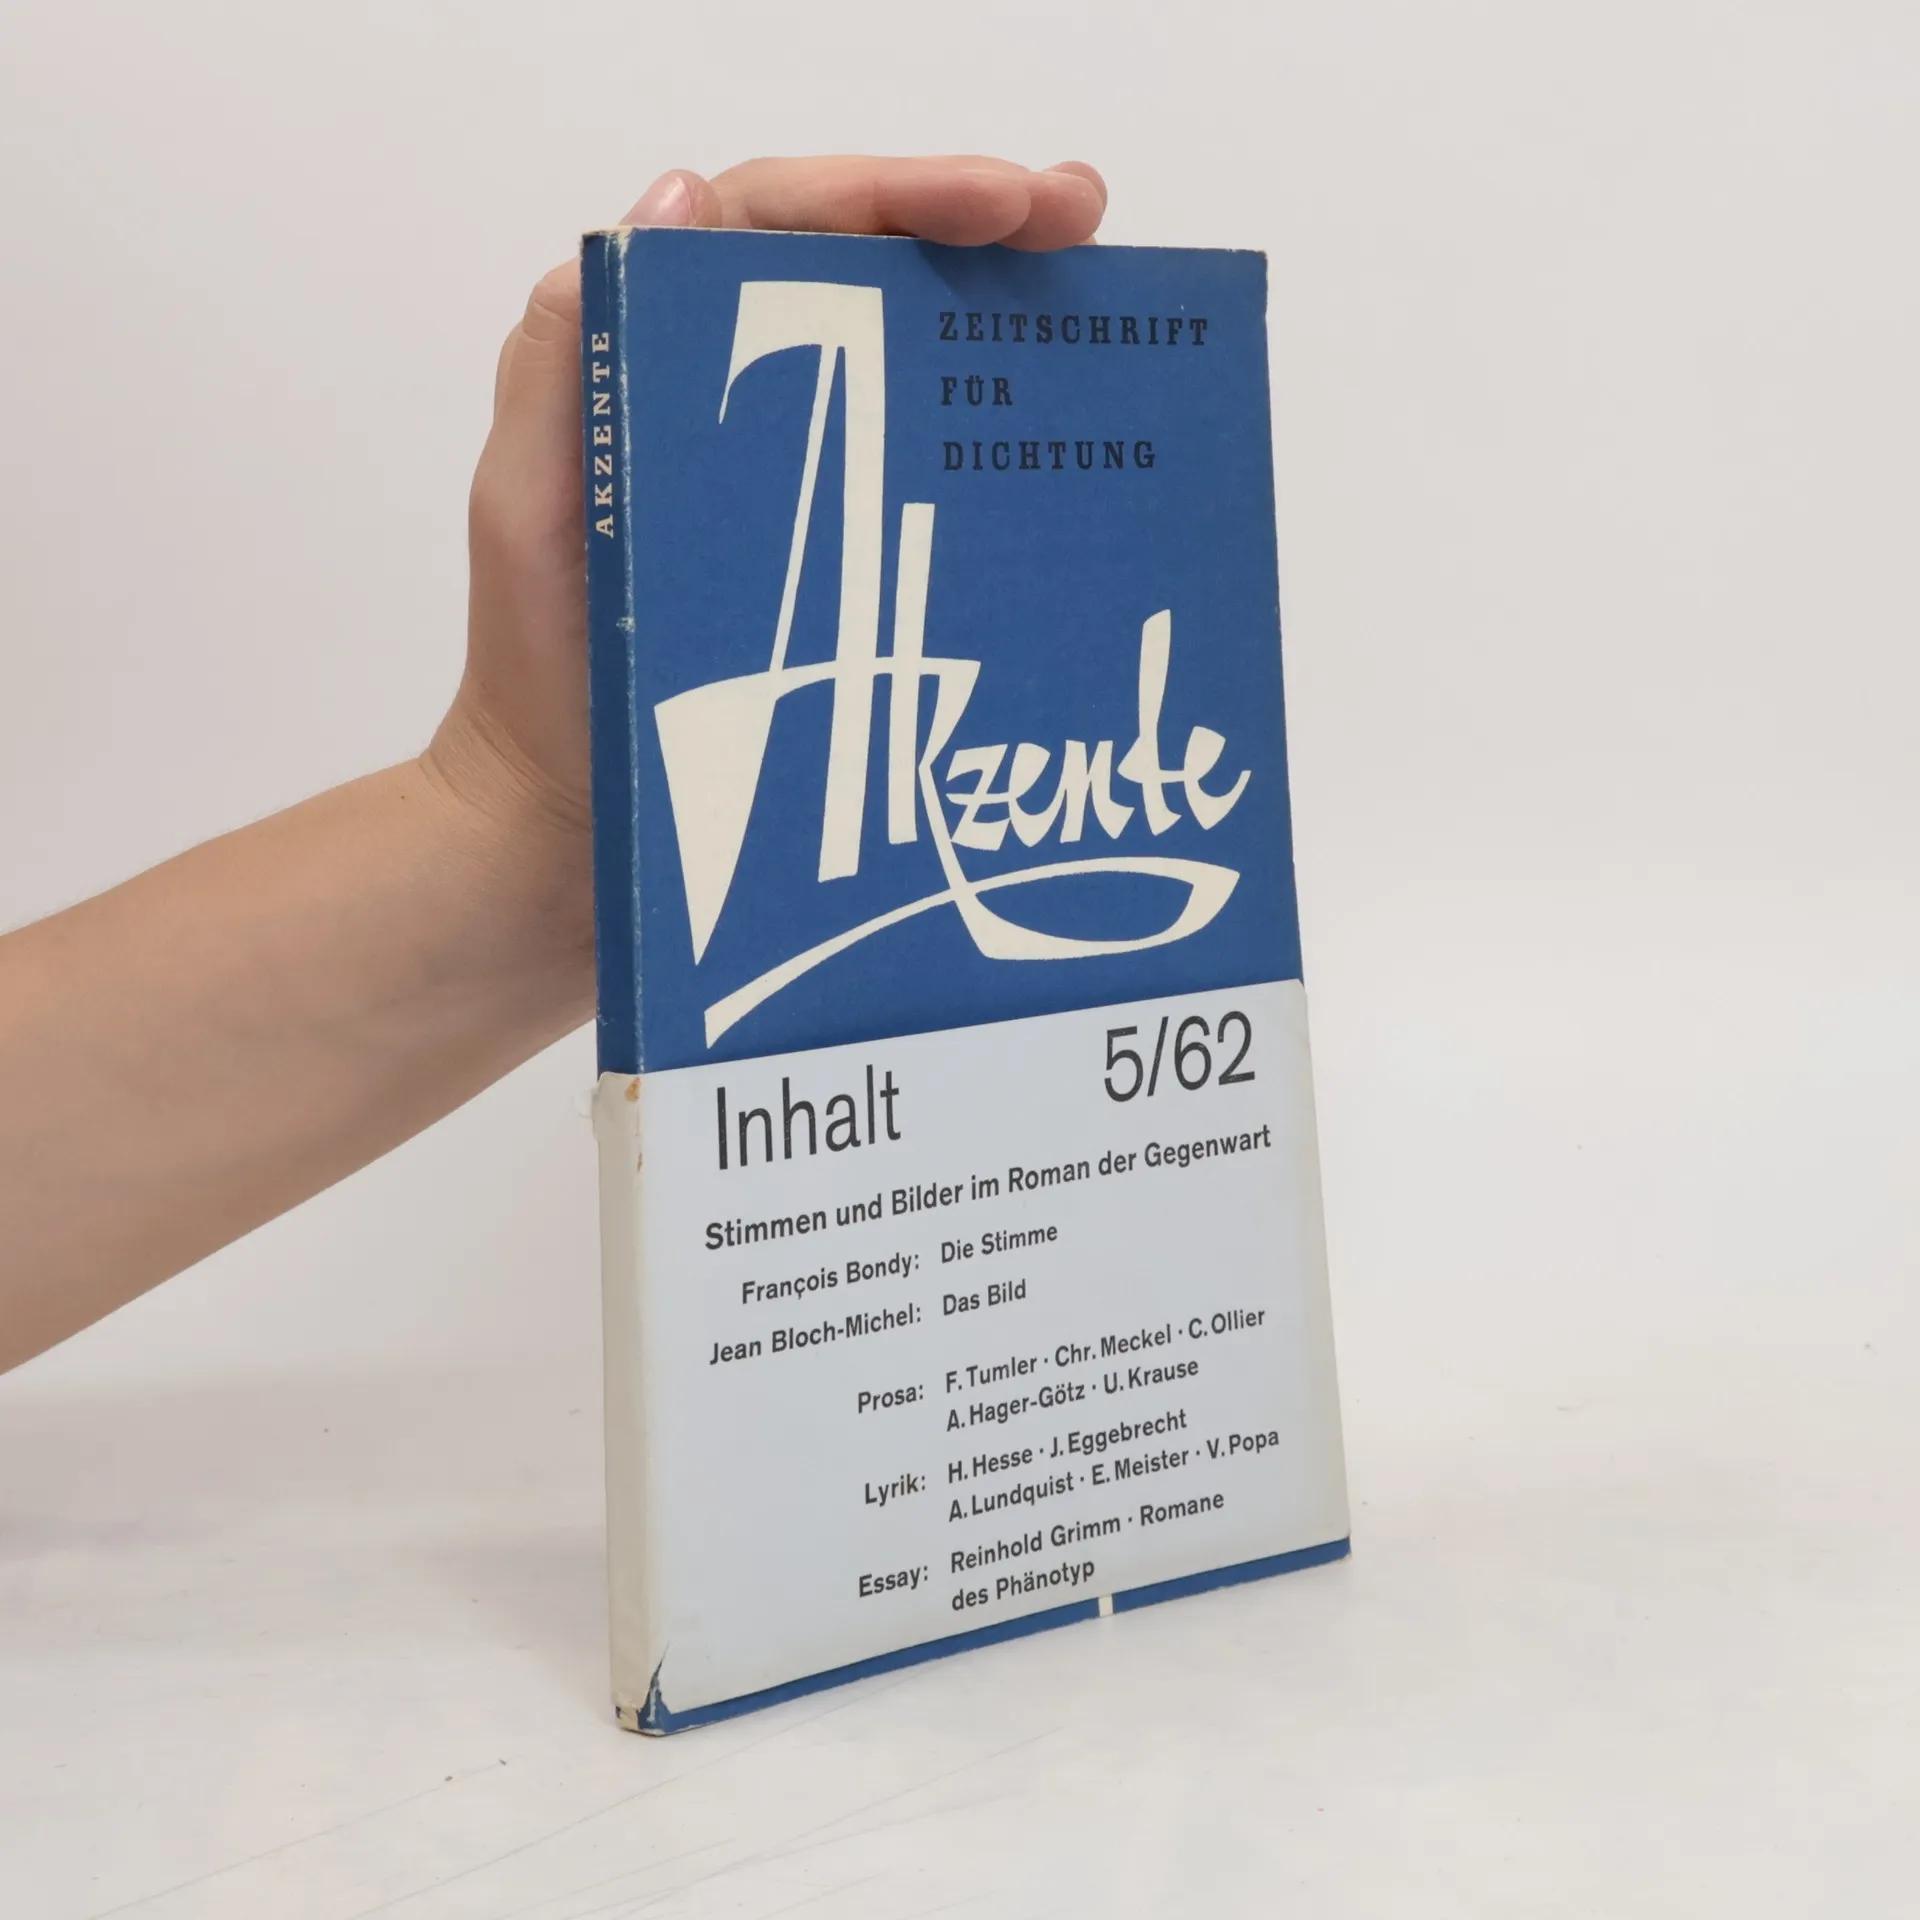 AKZENTE
ZEITSCHRIFT
FÜR
DICHTUNG
Akzente
Inhalt 5/62
Stimmen und Bilder im Roman der Gegenwart
François Bondy: Die Stimme
Jean Bloch-Michel: Das Bild
Prosa: F. Tumler · Chr. Meckel · C. Ollier
A. Hager-Götz · U. Krause
Lyrik: H. Hesse · J. Eggebrecht
A. Lundquist · E. Meister · V. Popa
Essay: Reinhold Grimm · Romane
des Phänotyp